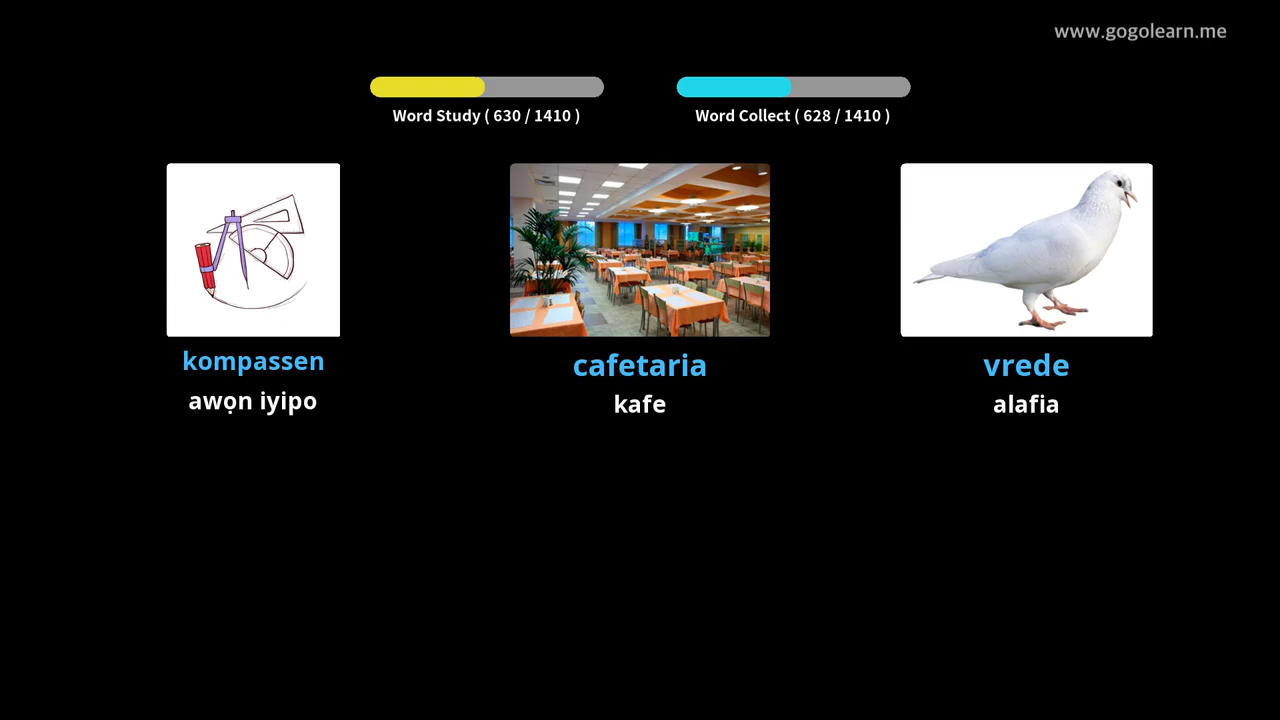 www.gogolearn.me
Word Study ( 630 / 1410 )
Word Collect ( 628 / 1410 )
kompassen
awọn iyipo
cafetaria
kafe
vrede
alafia